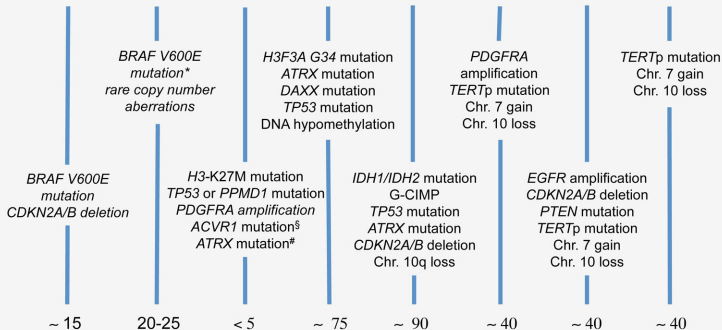 BRAF V600E
mutation*
rare copy number
aberrations
H3F3A G34 mutation
ATRX mutation
DAXX mutation
TP53 mutation
DNA hypomethylation
PDGFRA
amplification
TERTp mutation
Chr. 7 gain
Chr. 10 loss
TERTp mutation
Chr. 7 gain
Chr. 10 loss
BRAF V600E
mutation
CDKN2A/B deletion
H3-K27M mutation
TP53 or PPMD1 mutation
PDGFRA amplification
ACVR1 mutation§
ATRX mutation#
IDH1/IDH2 mutation
G-CIMP
TP53 mutation
ATRX mutation
CDKN2A/B deletion
Chr. 10q loss
EGFR amplification
CDKN2A/B deletion
PTEN mutation
TERTp mutation
Chr. 7 gain
Chr. 10 loss
~ 15 20-25 < 5 ~ 75 ~ 90 ~ 40 ~ 40 ~ 40